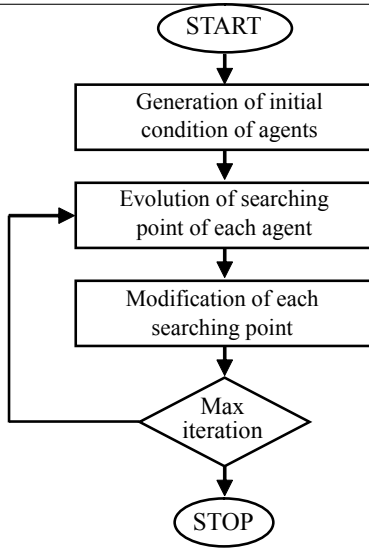 START
Generation of initial
condition of agents
Evolution of searching
point of each agent
Modification of each
searching point
Max
iteration
STOP